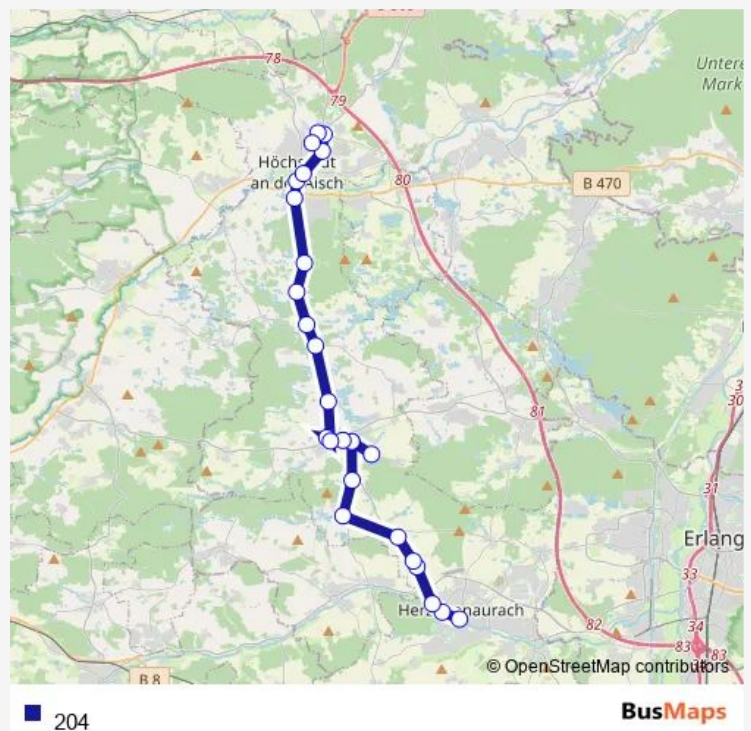 78
79
Untere
Mark
Höchstadt
an der Aisch
80
B 470
81
30
31
Erlang
33
Herzogenaurach
82
34
83
83
© OpenStreetMap contributors
B 8
204
BusMaps